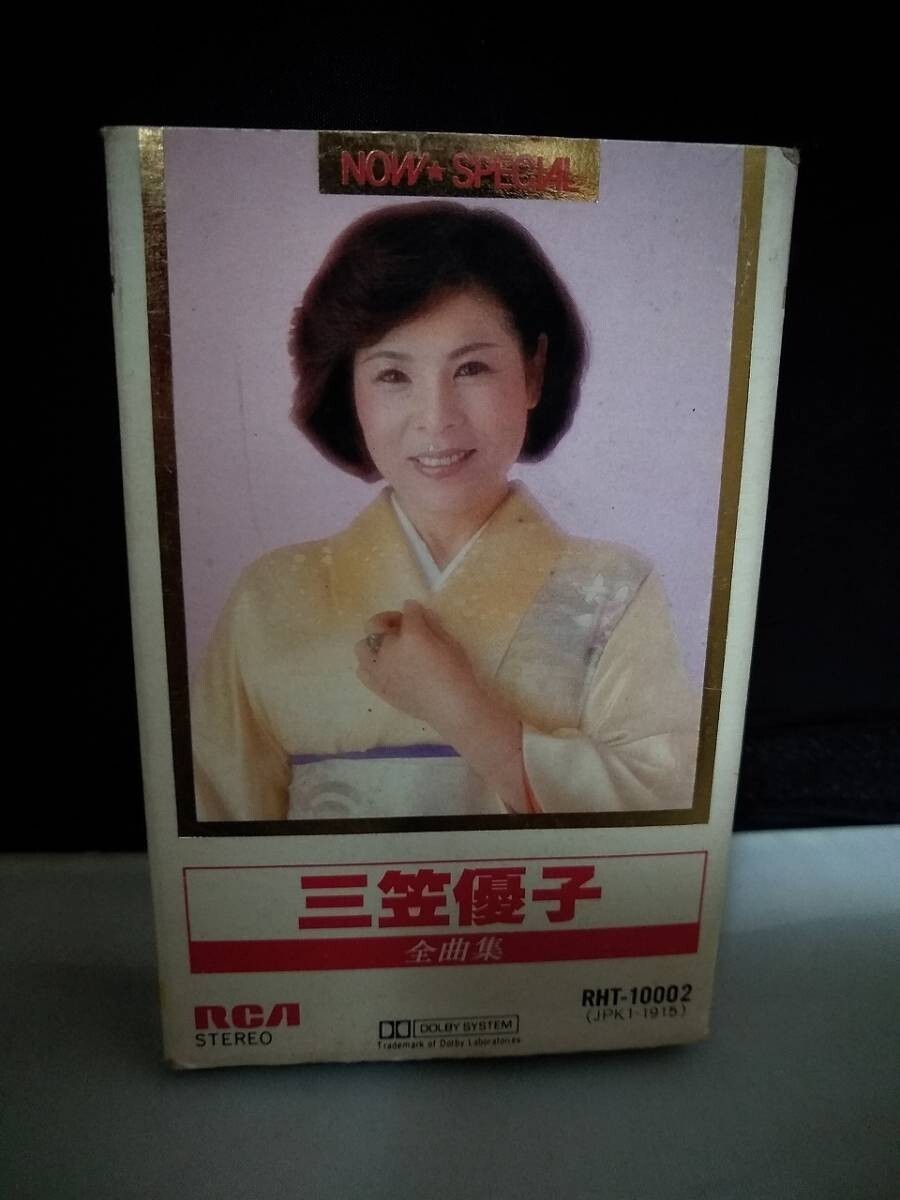 NOW★SPECIAL
三笠優子
全曲集
RCA
STEREO
DOLBY SYSTEM
Trademark of Dolby Laboratories
RHT-10002
(JPK1-1915)